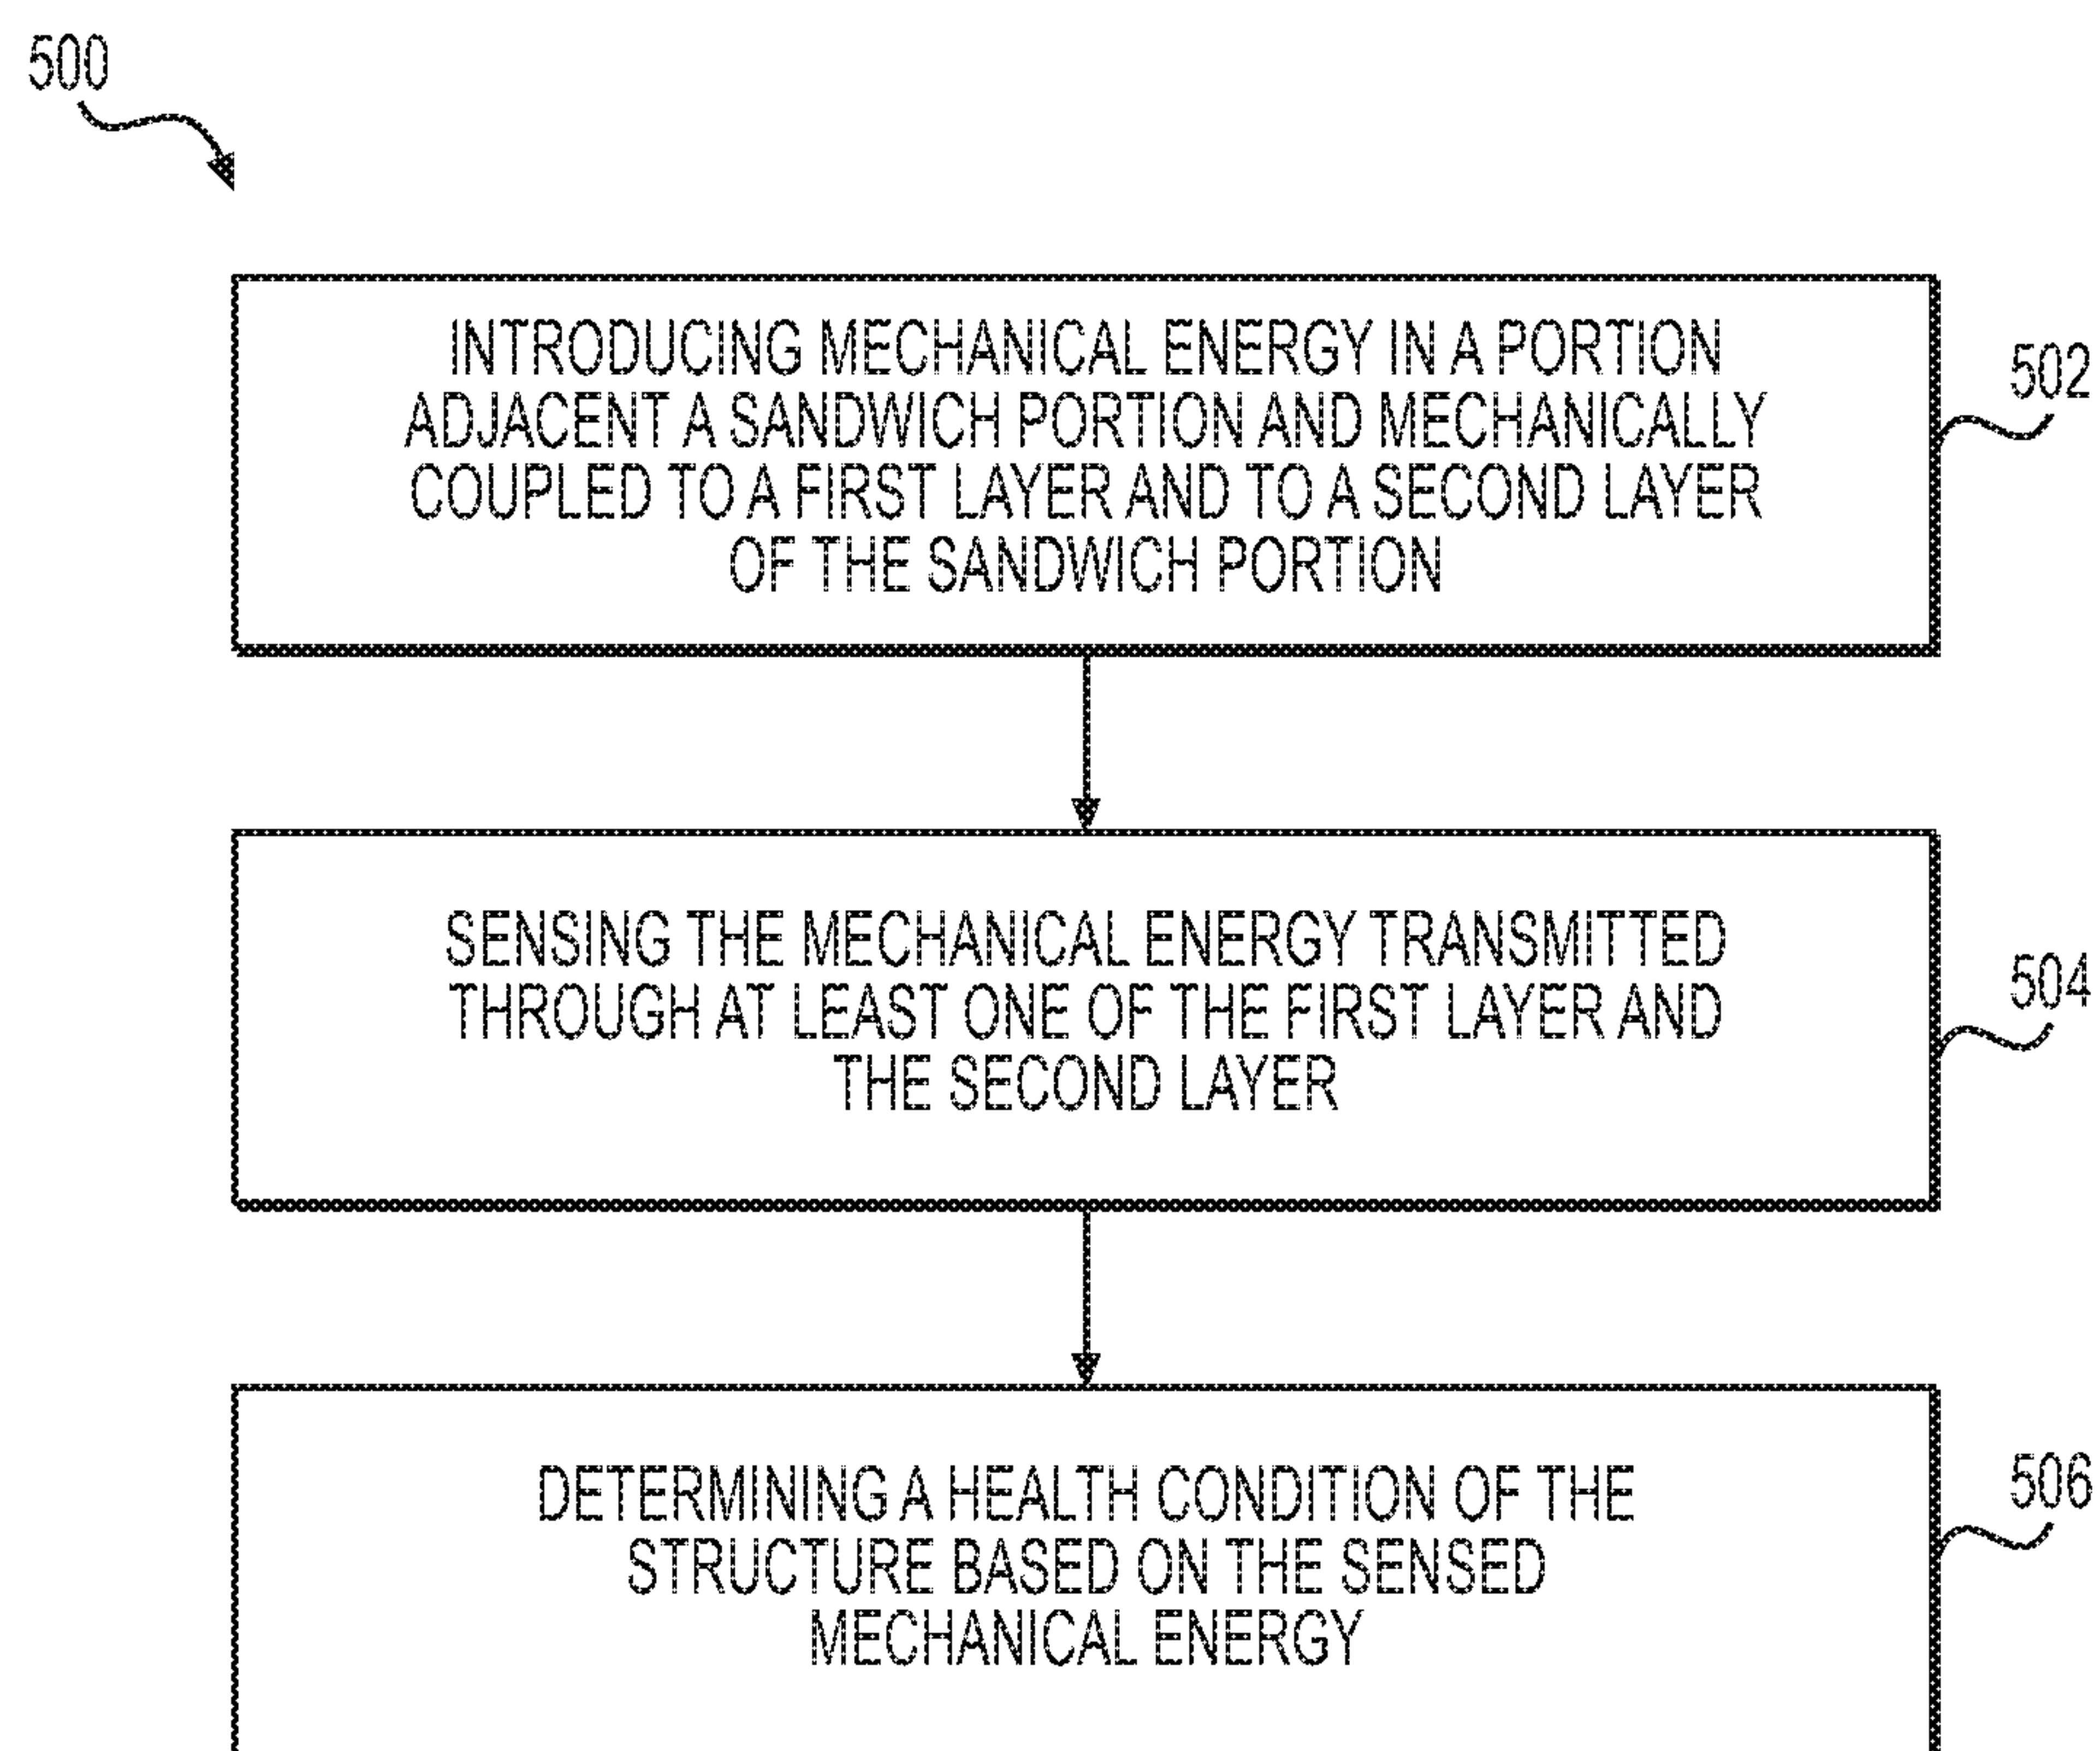 500
INTRODUCING MECHANICAL ENERGY IN A PORTION
ADJACENT A SANDWICH PORTION AND MECHANICALLY
COUPLED TO A FIRST LAYER AND TO A SECOND LAYER
OF THE SANDWICH PORTION
502
SENSING THE MECHANICAL ENERGY TRANSMITTED
THROUGH AT LEAST ONE OF THE FIRST LAYER AND
THE SECOND LAYER
504
DETERMINING A HEALTH CONDITION OF THE
STRUCTURE BASED ON THE SENSED
MECHANICAL ENERGY
506